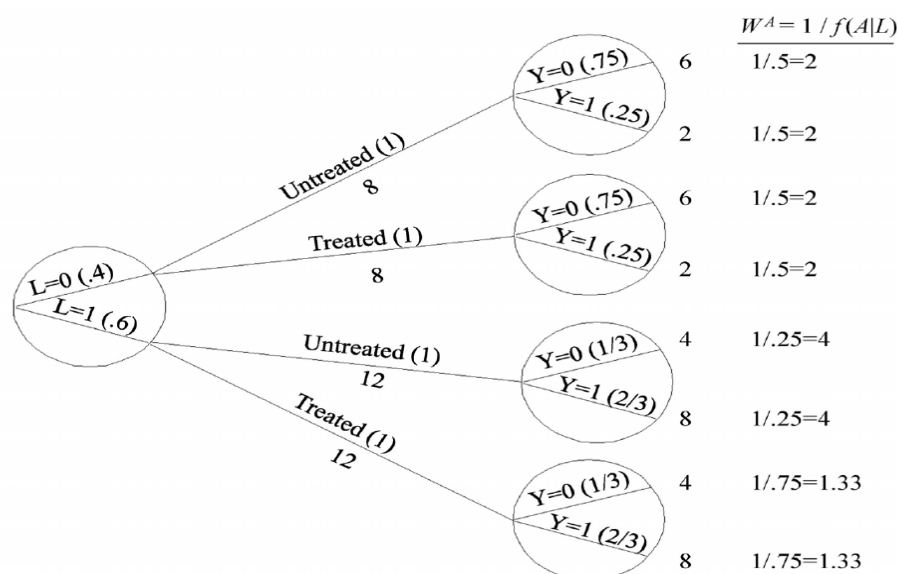 W^A = 1 / f(A|L)
Y=0 (.75)
6
1/.5=2
Y=1 (.25)
2
1/.5=2
Untreated (1)
8
Y=0 (.75)
6
1/.5=2
Y=1 (.25)
2
1/.5=2
Treated (1)
8
L=0 (.4)
L=1 (.6)
Untreated (1)
12
Y=0 (1/3)
4
1/.25=4
Y=1 (2/3)
8
1/.25=4
Treated (1)
12
Y=0 (1/3)
4
1/.75=1.33
Y=1 (2/3)
8
1/.75=1.33